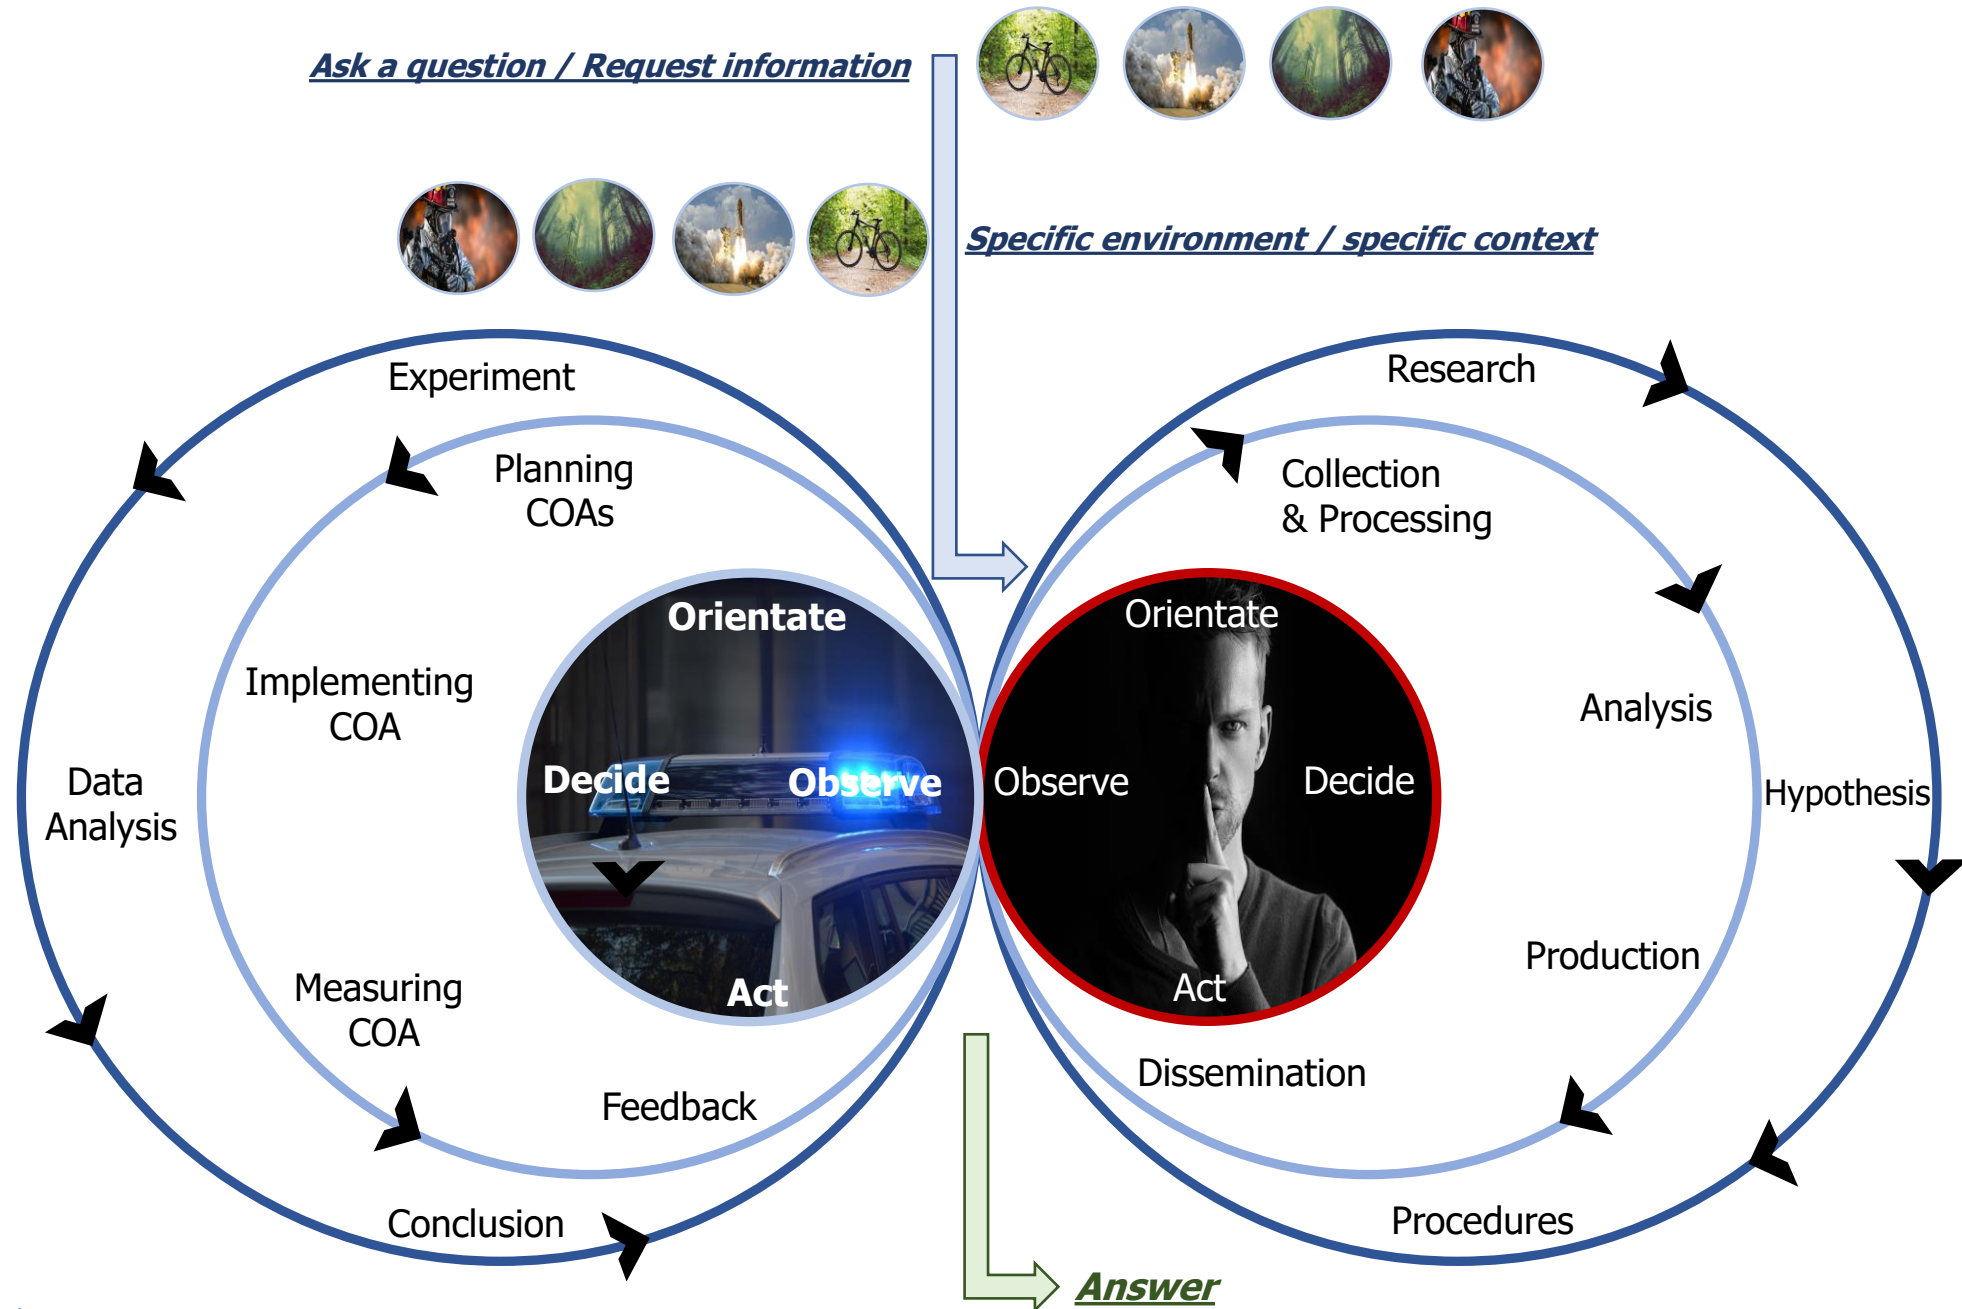 Ask a question / Request information
Specific environment / specific context
Experiment
Planning
COAs
Implementing
COA
Data
Analysis
Measuring
COA
Feedback
Conclusion
Orientate
Decide
Observe
Act
Research
Collection
& Processing
Analysis
Hypothesis
Production
Dissemination
Procedures
Orientate
Observe
Decide
Act
Answer